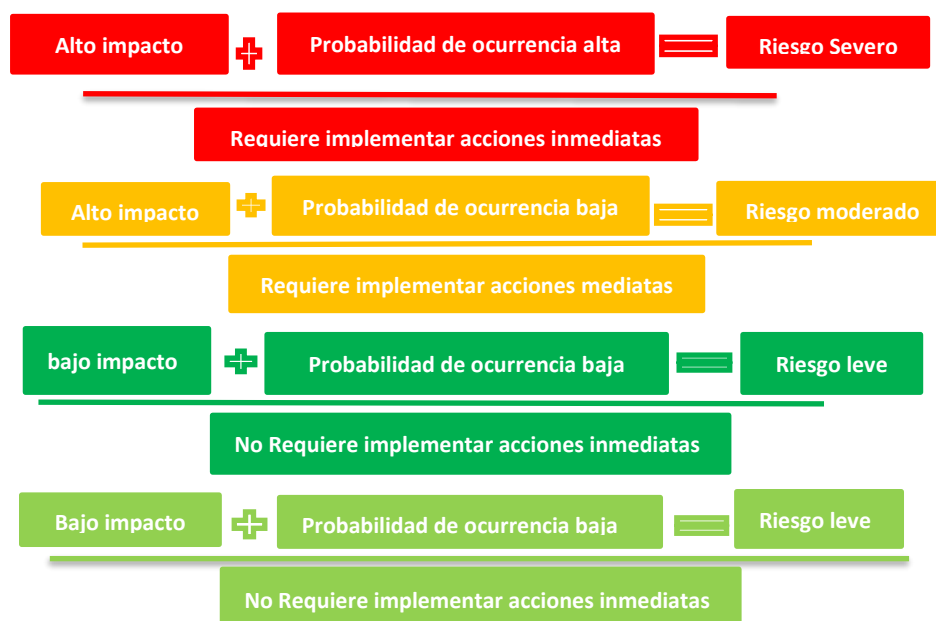 Alto impacto Probabilidad de ocurrencia alta Riesgo Severo
Requiere implementar acciones inmediatas
Alto impacto Probabilidad de ocurrencia baja Riesgo moderado
Requiere implementar acciones mediatas
bajo impacto Probabilidad de ocurrencia baja Riesgo leve
No Requiere implementar acciones inmediatas
Bajo impacto Probabilidad de ocurrencia baja Riesgo leve
No Requiere implementar acciones inmediatas